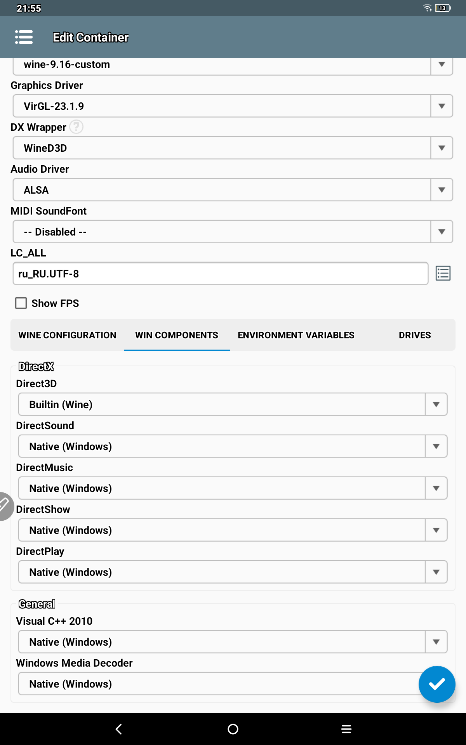 21:55
Edit Container
wine-9.16-custom
Graphics Driver
VirGL-23.1.9
DX Wrapper ?
WineD3D
Audio Driver
ALSA
MIDI SoundFont
-- Disabled --
LC_ALL
ru_RU.UTF-8
Show FPS
WINE CONFIGURATION WIN COMPONENTS ENVIRONMENT VARIABLES DRIVES
DirectX
Direct3D
Builtin (Wine)
DirectSound
Native (Windows)
DirectMusic
Native (Windows)
DirectShow
Native (Windows)
DirectPlay
Native (Windows)
General
Visual C++ 2010
Native (Windows)
Windows Media Decoder
Native (Windows)